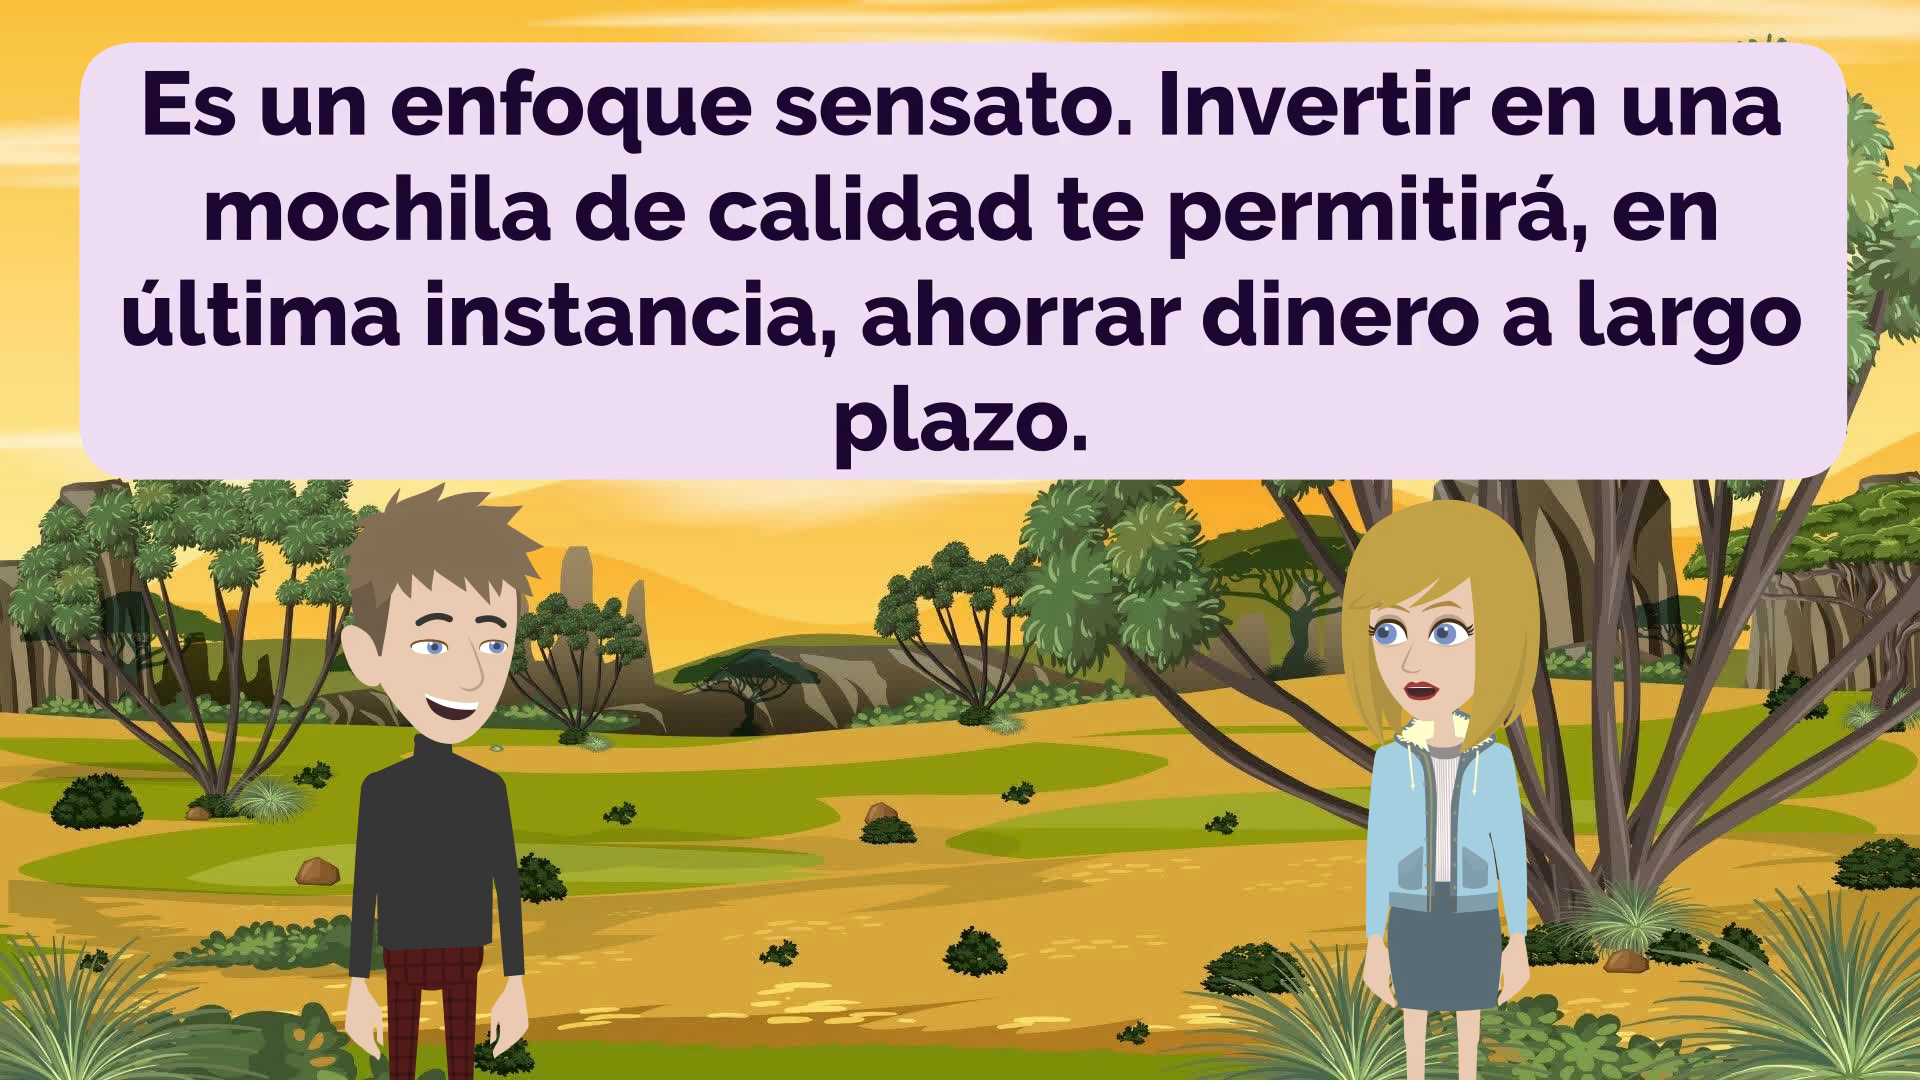 Es un enfoque sensato. Invertir en una
mochila de calidad te permitirá, en
última instancia, ahorrar dinero a largo
plazo.